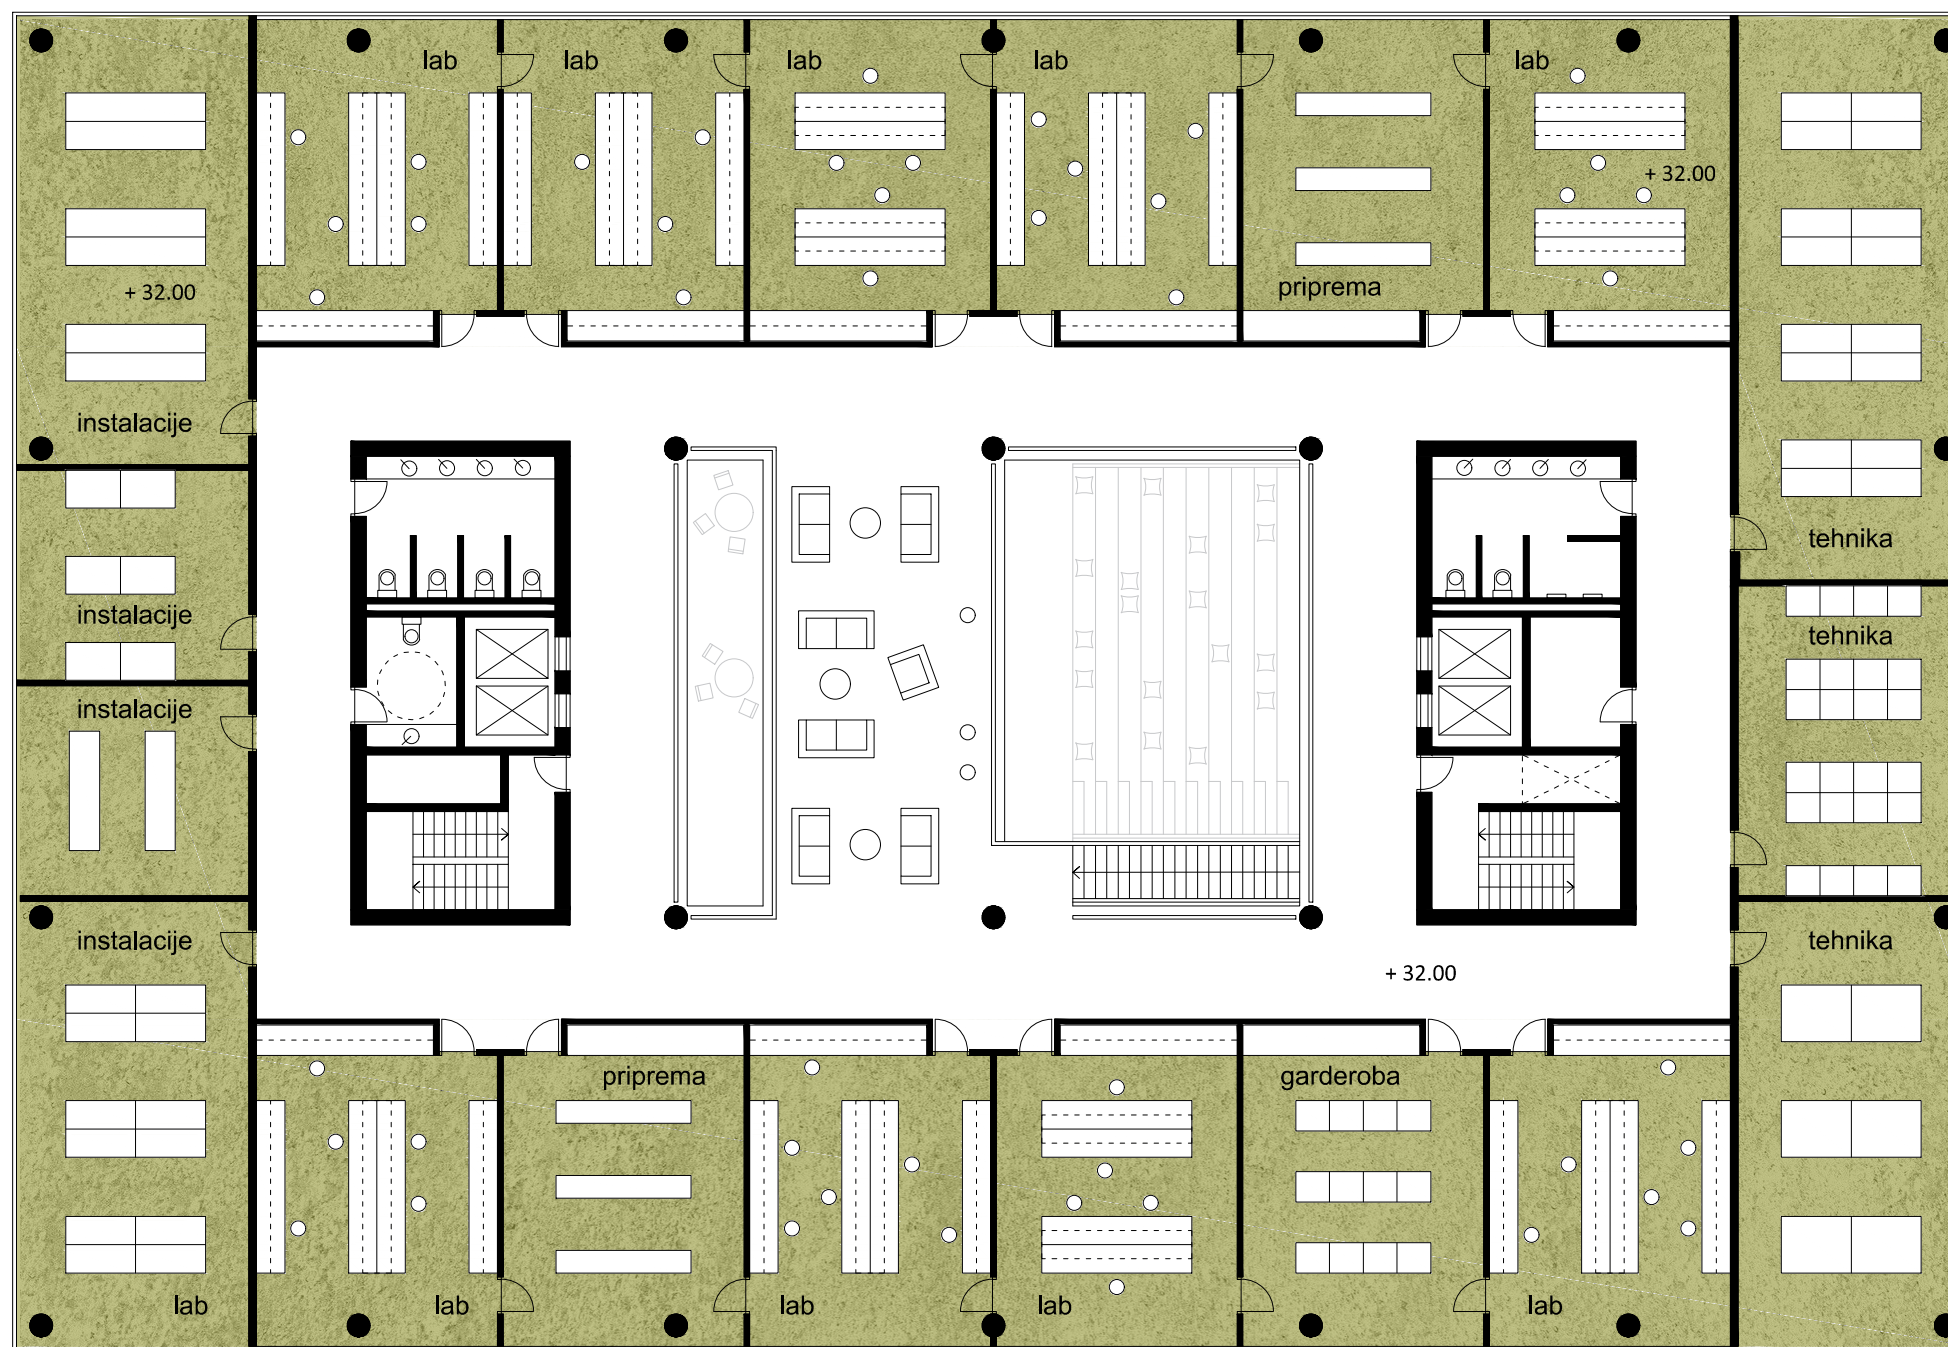 lab
lab
lab
lab
lab
+ 32.00
+ 32.00
priprema
instalacije
tehnika
instalacije
tehnika
instalacije
instalacije
tehnika
+ 32.00
priprema
garderoba
lab
lab
lab
lab
lab